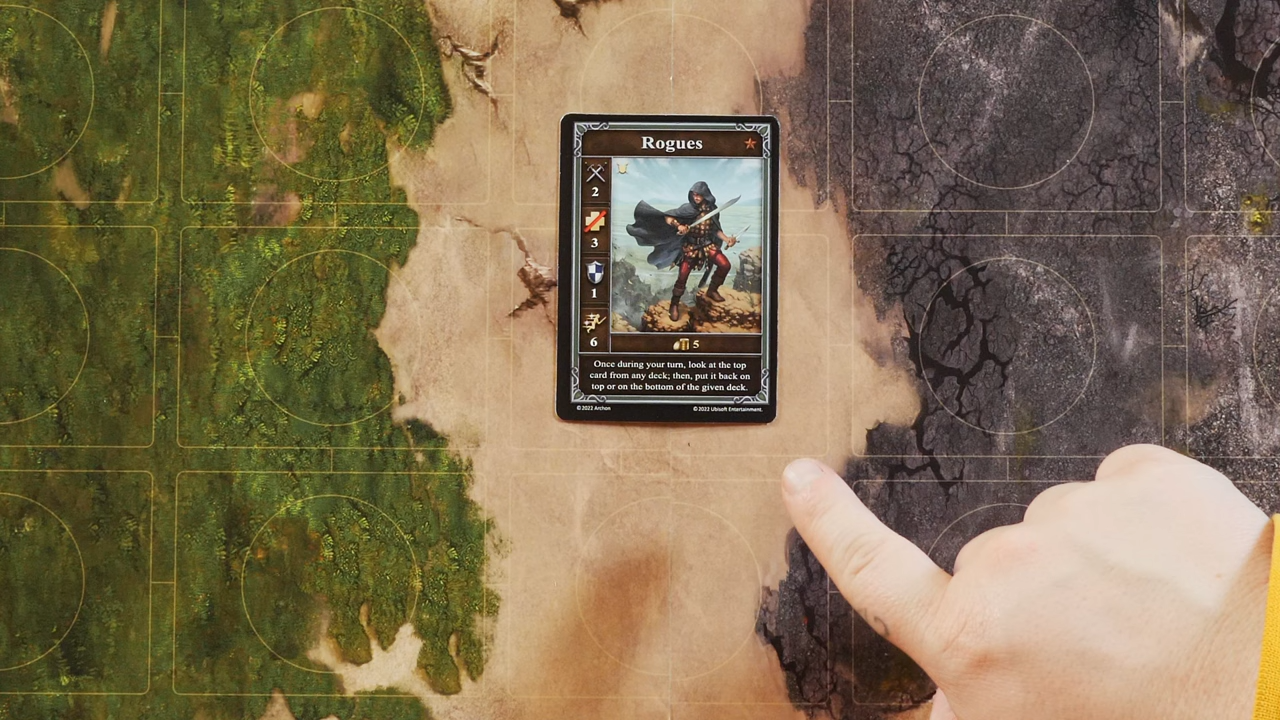 Rogues
2
3
1
6
5
Once during your turn, look at the top
card from any deck; then, put it back on
top or on the bottom of the given deck.
© 2022 Archon
© 2022 Ubisoft Entertainment.